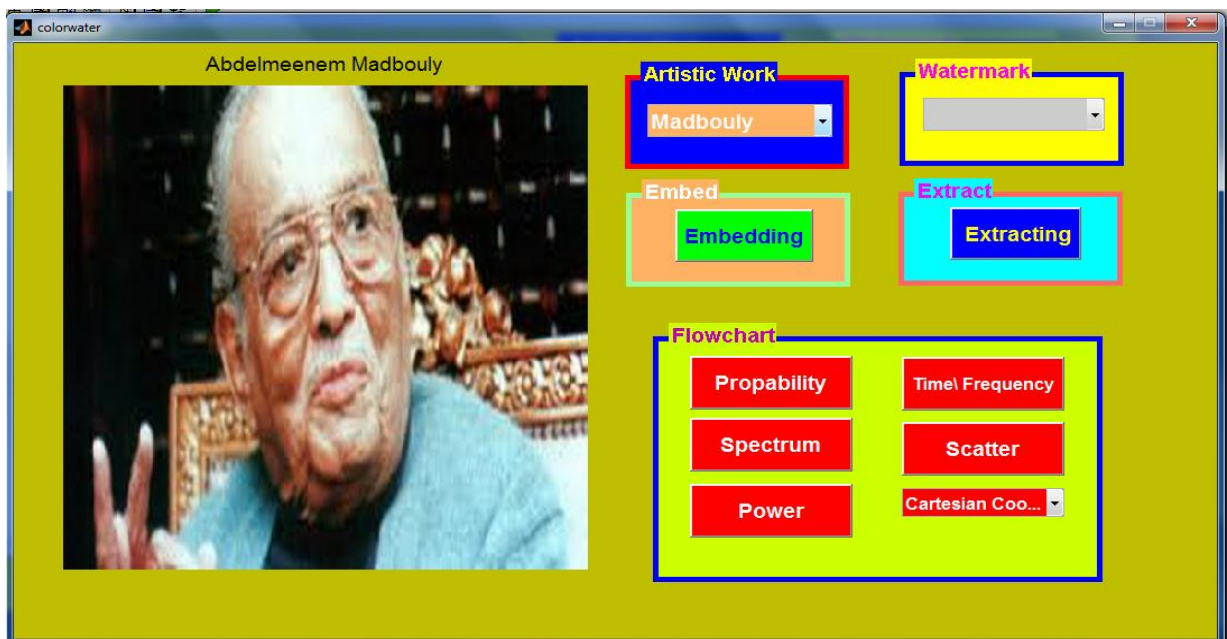 colorwater
Abdelmeenem Madbouly
Artistic Work
Watermark
Madbouly
Embed
Extract
Embedding
Extracting
Flowchart
Propability
Time\ Frequency
Spectrum
Scatter
Power
Cartesian Coo...